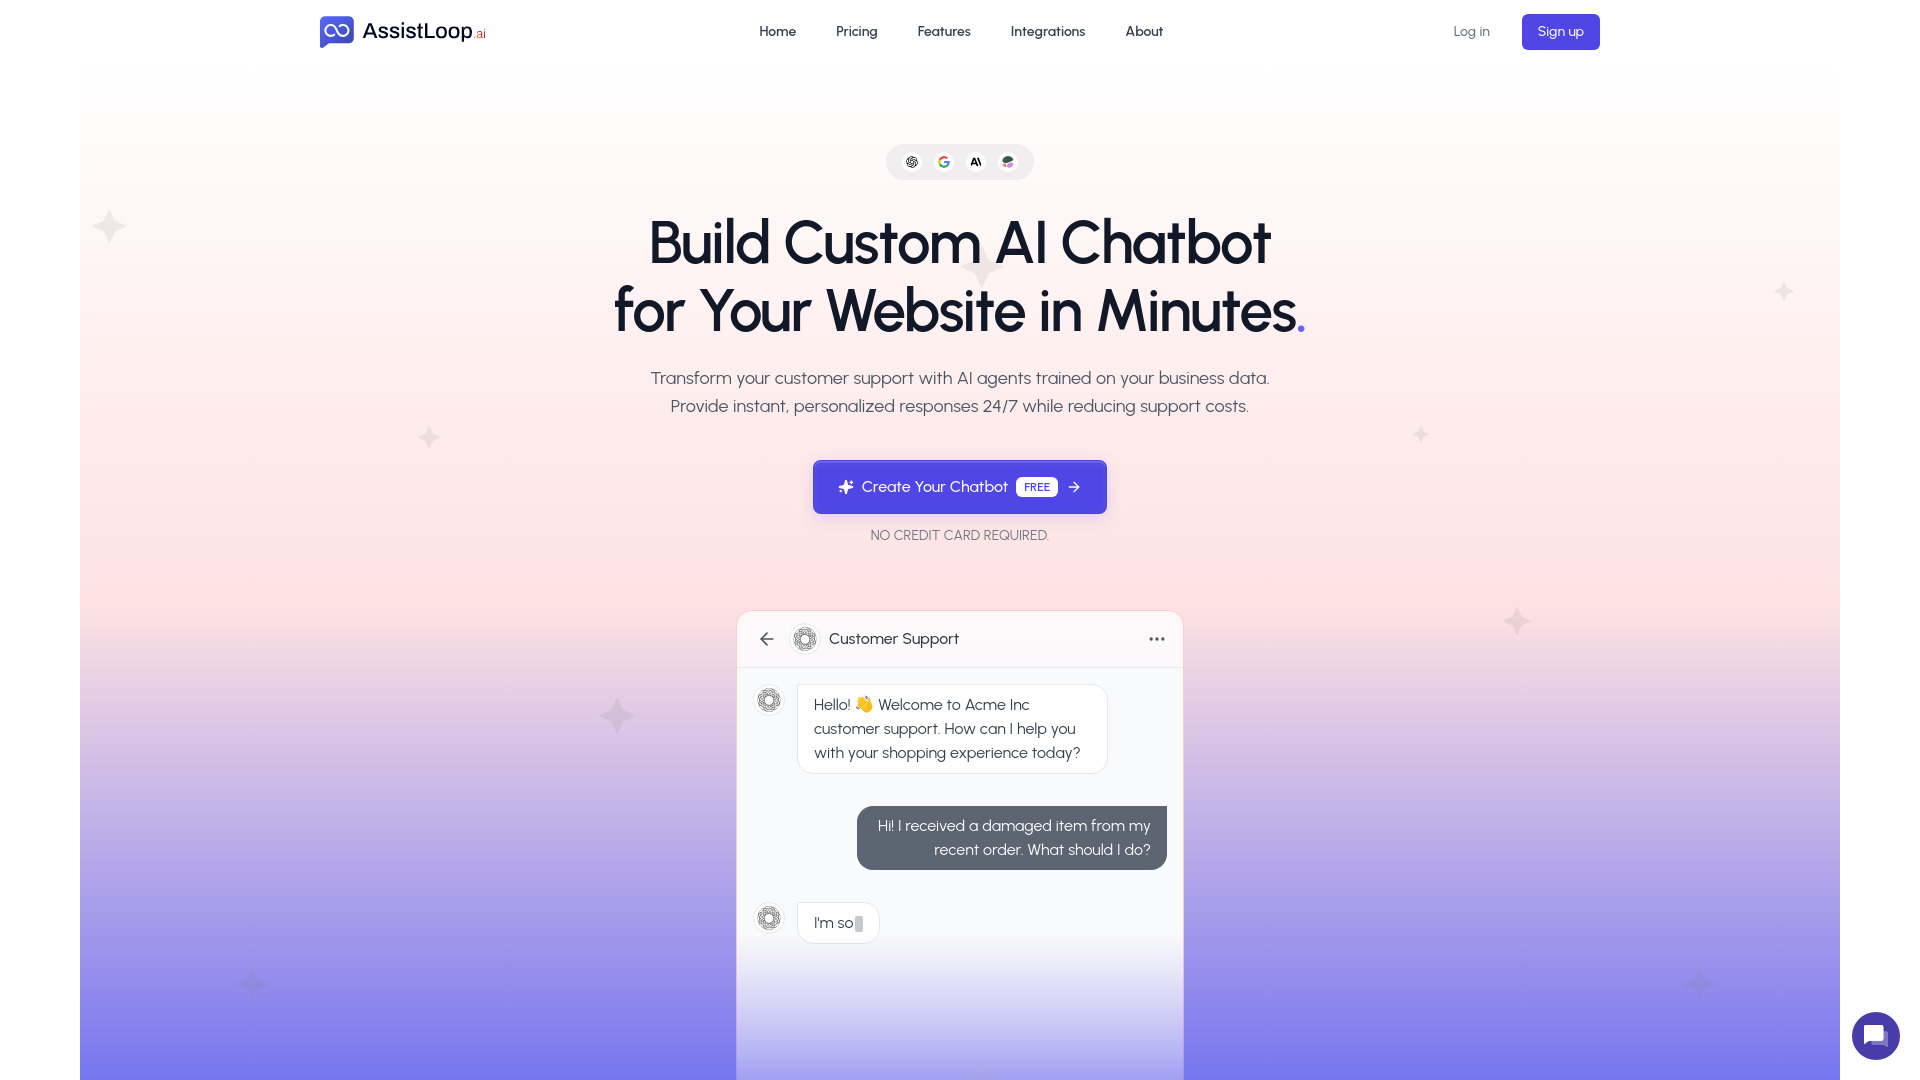 AssistLoop.ai
Home
Pricing
Features
Integrations
About
Log in
Sign up
Build Custom AI Chatbot
for Your Website in Minutes.
Transform your customer support with AI agents trained on your business data.
Provide instant, personalized responses 24/7 while reducing support costs.
Create Your Chatbot FREE
NO CREDIT CARD REQUIRED.
Customer Support
Hello! 👋 Welcome to Acme Inc
customer support. How can I help you
with your shopping experience today?
Hi! I received a damaged item from my
recent order. What should I do?
I'm so